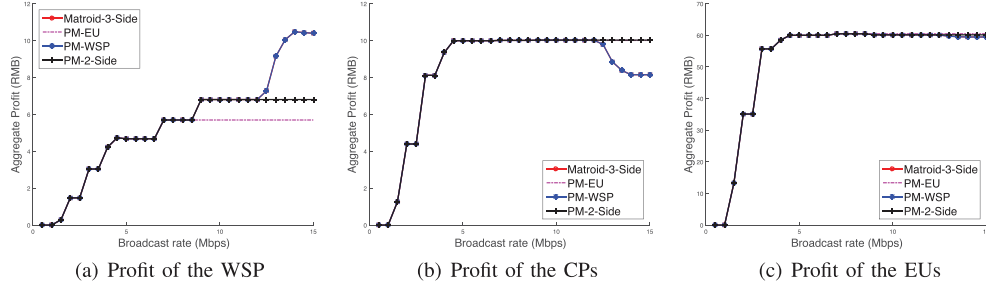 12
10
8
6
4
2
0
0
5
10
15
Aggregate Profit (RMB)
Broadcast rate (Mbps)
Matroid-3-Side
PM-EU
PM-WSP
PM-2-Side
(a) Profit of the WSP
12
10
8
6
4
2
0
0
5
10
15
Aggregate Profit (RMB)
Broadcast rate (Mbps)
Matroid-3-Side
PM-EU
PM-WSP
PM-2-Side
(b) Profit of the CPs
70
60
50
40
30
20
10
0
0
5
10
15
Aggregate Profit (RMB)
Broadcast rate (Mbps)
Matroid-3-Side
PM-EU
PM-WSP
PM-2-Side
(c) Profit of the EUs